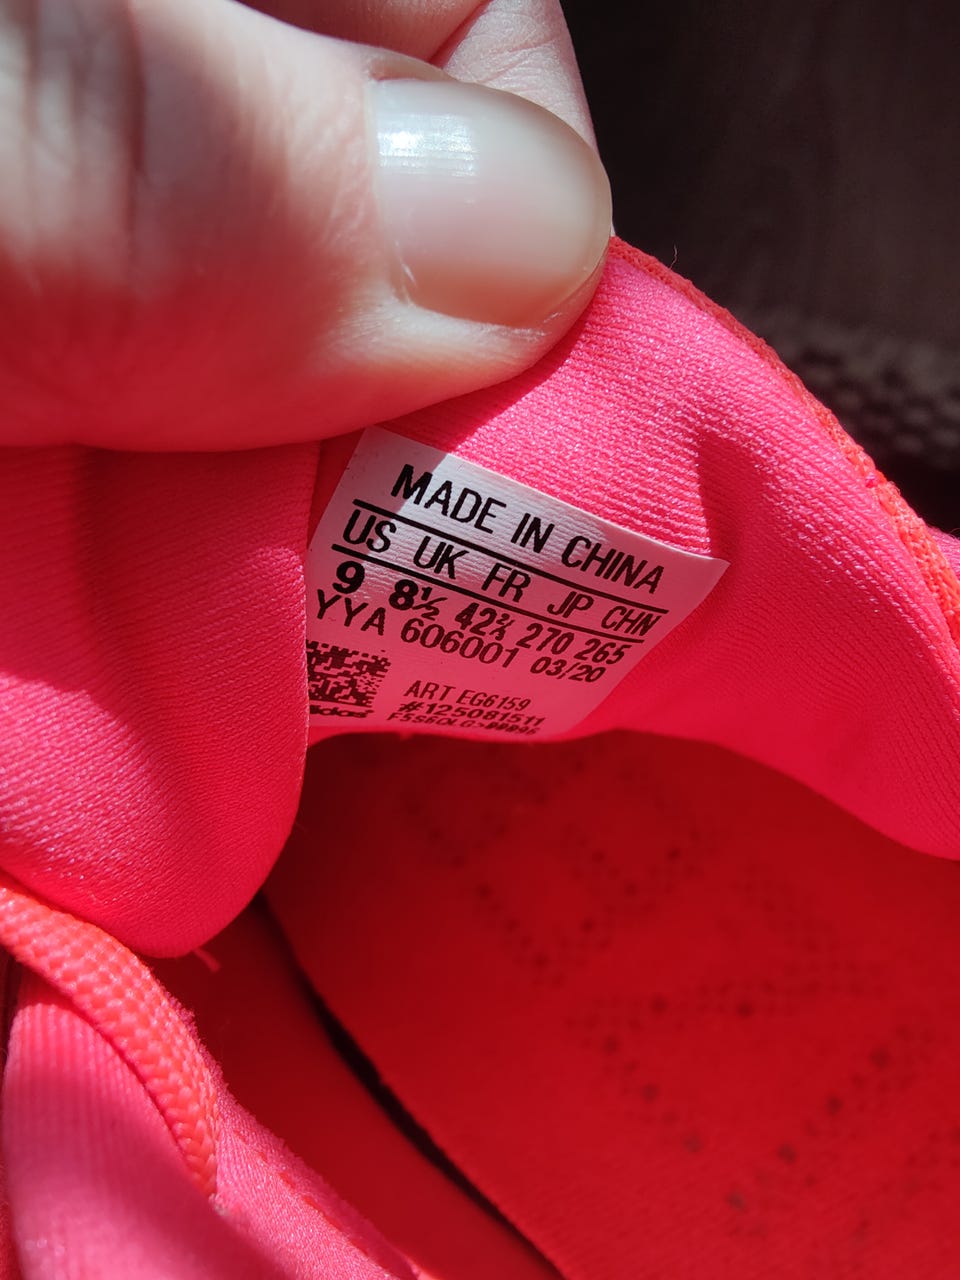 MADE IN CHINA
US UK FR JP CHN
9 8½ 42⅔ 270 265
YYA 606001 03/20
ART EG6159
#125081511
adidas